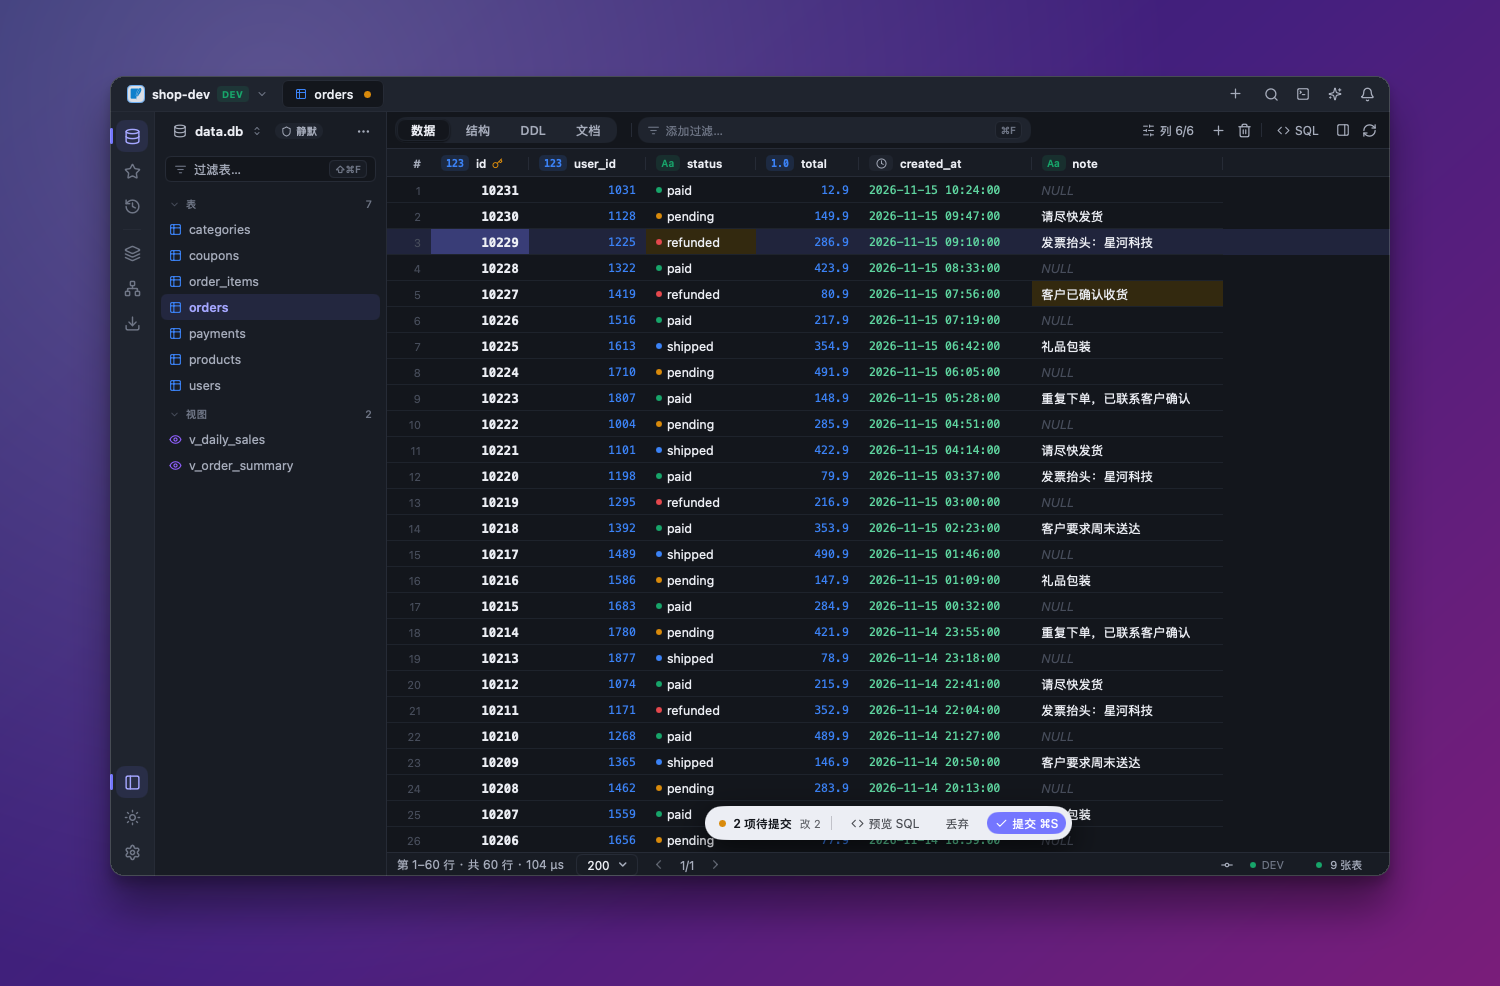 shop-dev DEV orders
data.db 静默
过滤表... ⇧⌘F
表 7
categories
coupons
order_items
orders
payments
products
users
视图 2
v_daily_sales
v_order_summary
数据 结构 DDL 文档 添加过滤... ⌘F 列 6/6 SQL
# 123 id 123 user_id Aa status 1.0 total created_at Aa note
1 10231 1031 paid 12.9 2026-11-15 10:24:00 NULL
2 10230 1128 pending 149.9 2026-11-15 09:47:00 请尽快发货
3 10229 1225 refunded 286.9 2026-11-15 09:10:00 发票抬头：星河科技
4 10228 1322 paid 423.9 2026-11-15 08:33:00 NULL
5 10227 1419 refunded 80.9 2026-11-15 07:56:00 客户已确认收货
6 10226 1516 paid 217.9 2026-11-15 07:19:00 NULL
7 10225 1613 shipped 354.9 2026-11-15 06:42:00 礼品包装
8 10224 1710 pending 491.9 2026-11-15 06:05:00 NULL
9 10223 1807 paid 148.9 2026-11-15 05:28:00 重复下单，已联系客户确认
10 10222 1004 pending 285.9 2026-11-15 04:51:00 NULL
11 10221 1101 shipped 422.9 2026-11-15 04:14:00 请尽快发货
12 10220 1198 paid 79.9 2026-11-15 03:37:00 发票抬头：星河科技
13 10219 1295 refunded 216.9 2026-11-15 03:00:00 NULL
14 10218 1392 paid 353.9 2026-11-15 02:23:00 客户要求周末送达
15 10217 1489 shipped 490.9 2026-11-15 01:46:00 NULL
16 10216 1586 pending 147.9 2026-11-15 01:09:00 礼品包装
17 10215 1683 paid 284.9 2026-11-15 00:32:00 NULL
18 10214 1780 pending 421.9 2026-11-14 23:55:00 重复下单，已联系客户确认
19 10213 1877 shipped 78.9 2026-11-14 23:18:00 NULL
20 10212 1074 paid 215.9 2026-11-14 22:41:00 请尽快发货
21 10211 1171 refunded 352.9 2026-11-14 22:04:00 发票抬头：星河科技
22 10210 1268 paid 489.9 2026-11-14 21:27:00 NULL
23 10209 1365 shipped 146.9 2026-11-14 20:50:00 客户要求周末送达
24 10208 1462 pending 283.9 2026-11-14 20:13:00 NULL
25 10207 1559 paid 包装
2 项待提交 改 2 预览 SQL 丢弃 提交 ⌘S
26 10206 1656 pending NULL
第 1–60 行 · 共 60 行 · 104 µs 200 1/1 DEV 9 张表